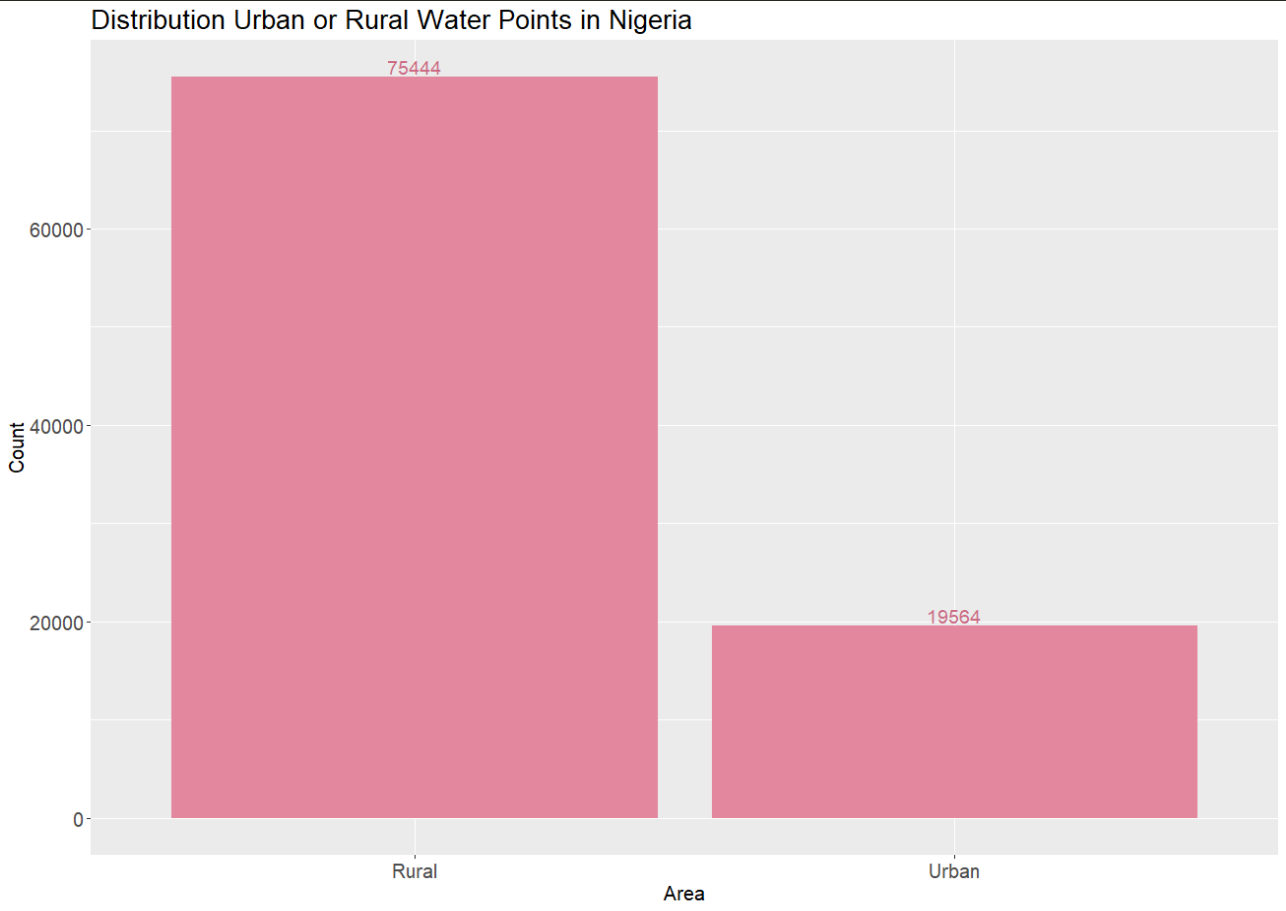 Distribution Urban or Rural Water Points in Nigeria
75444
60000
40000
20000
0
19564
Count
Rural
Urban
Area